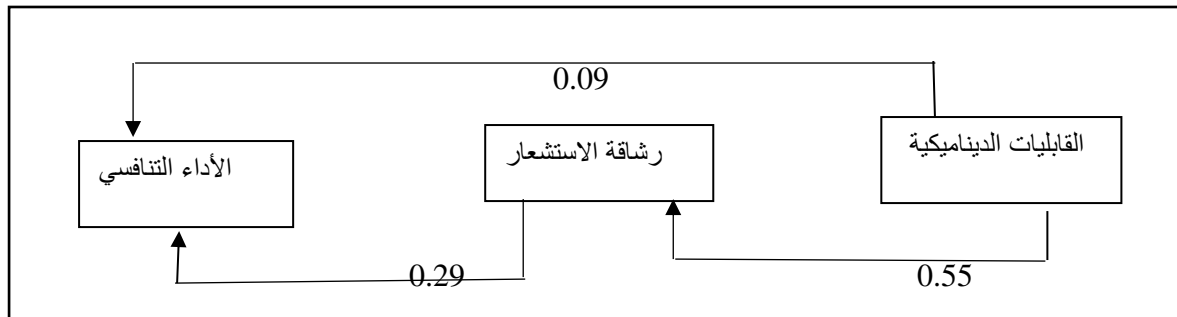 0.09
القابليات الديناميكية
رشاقة الاستشعار
الأداء التنافسي
0.55
0.29